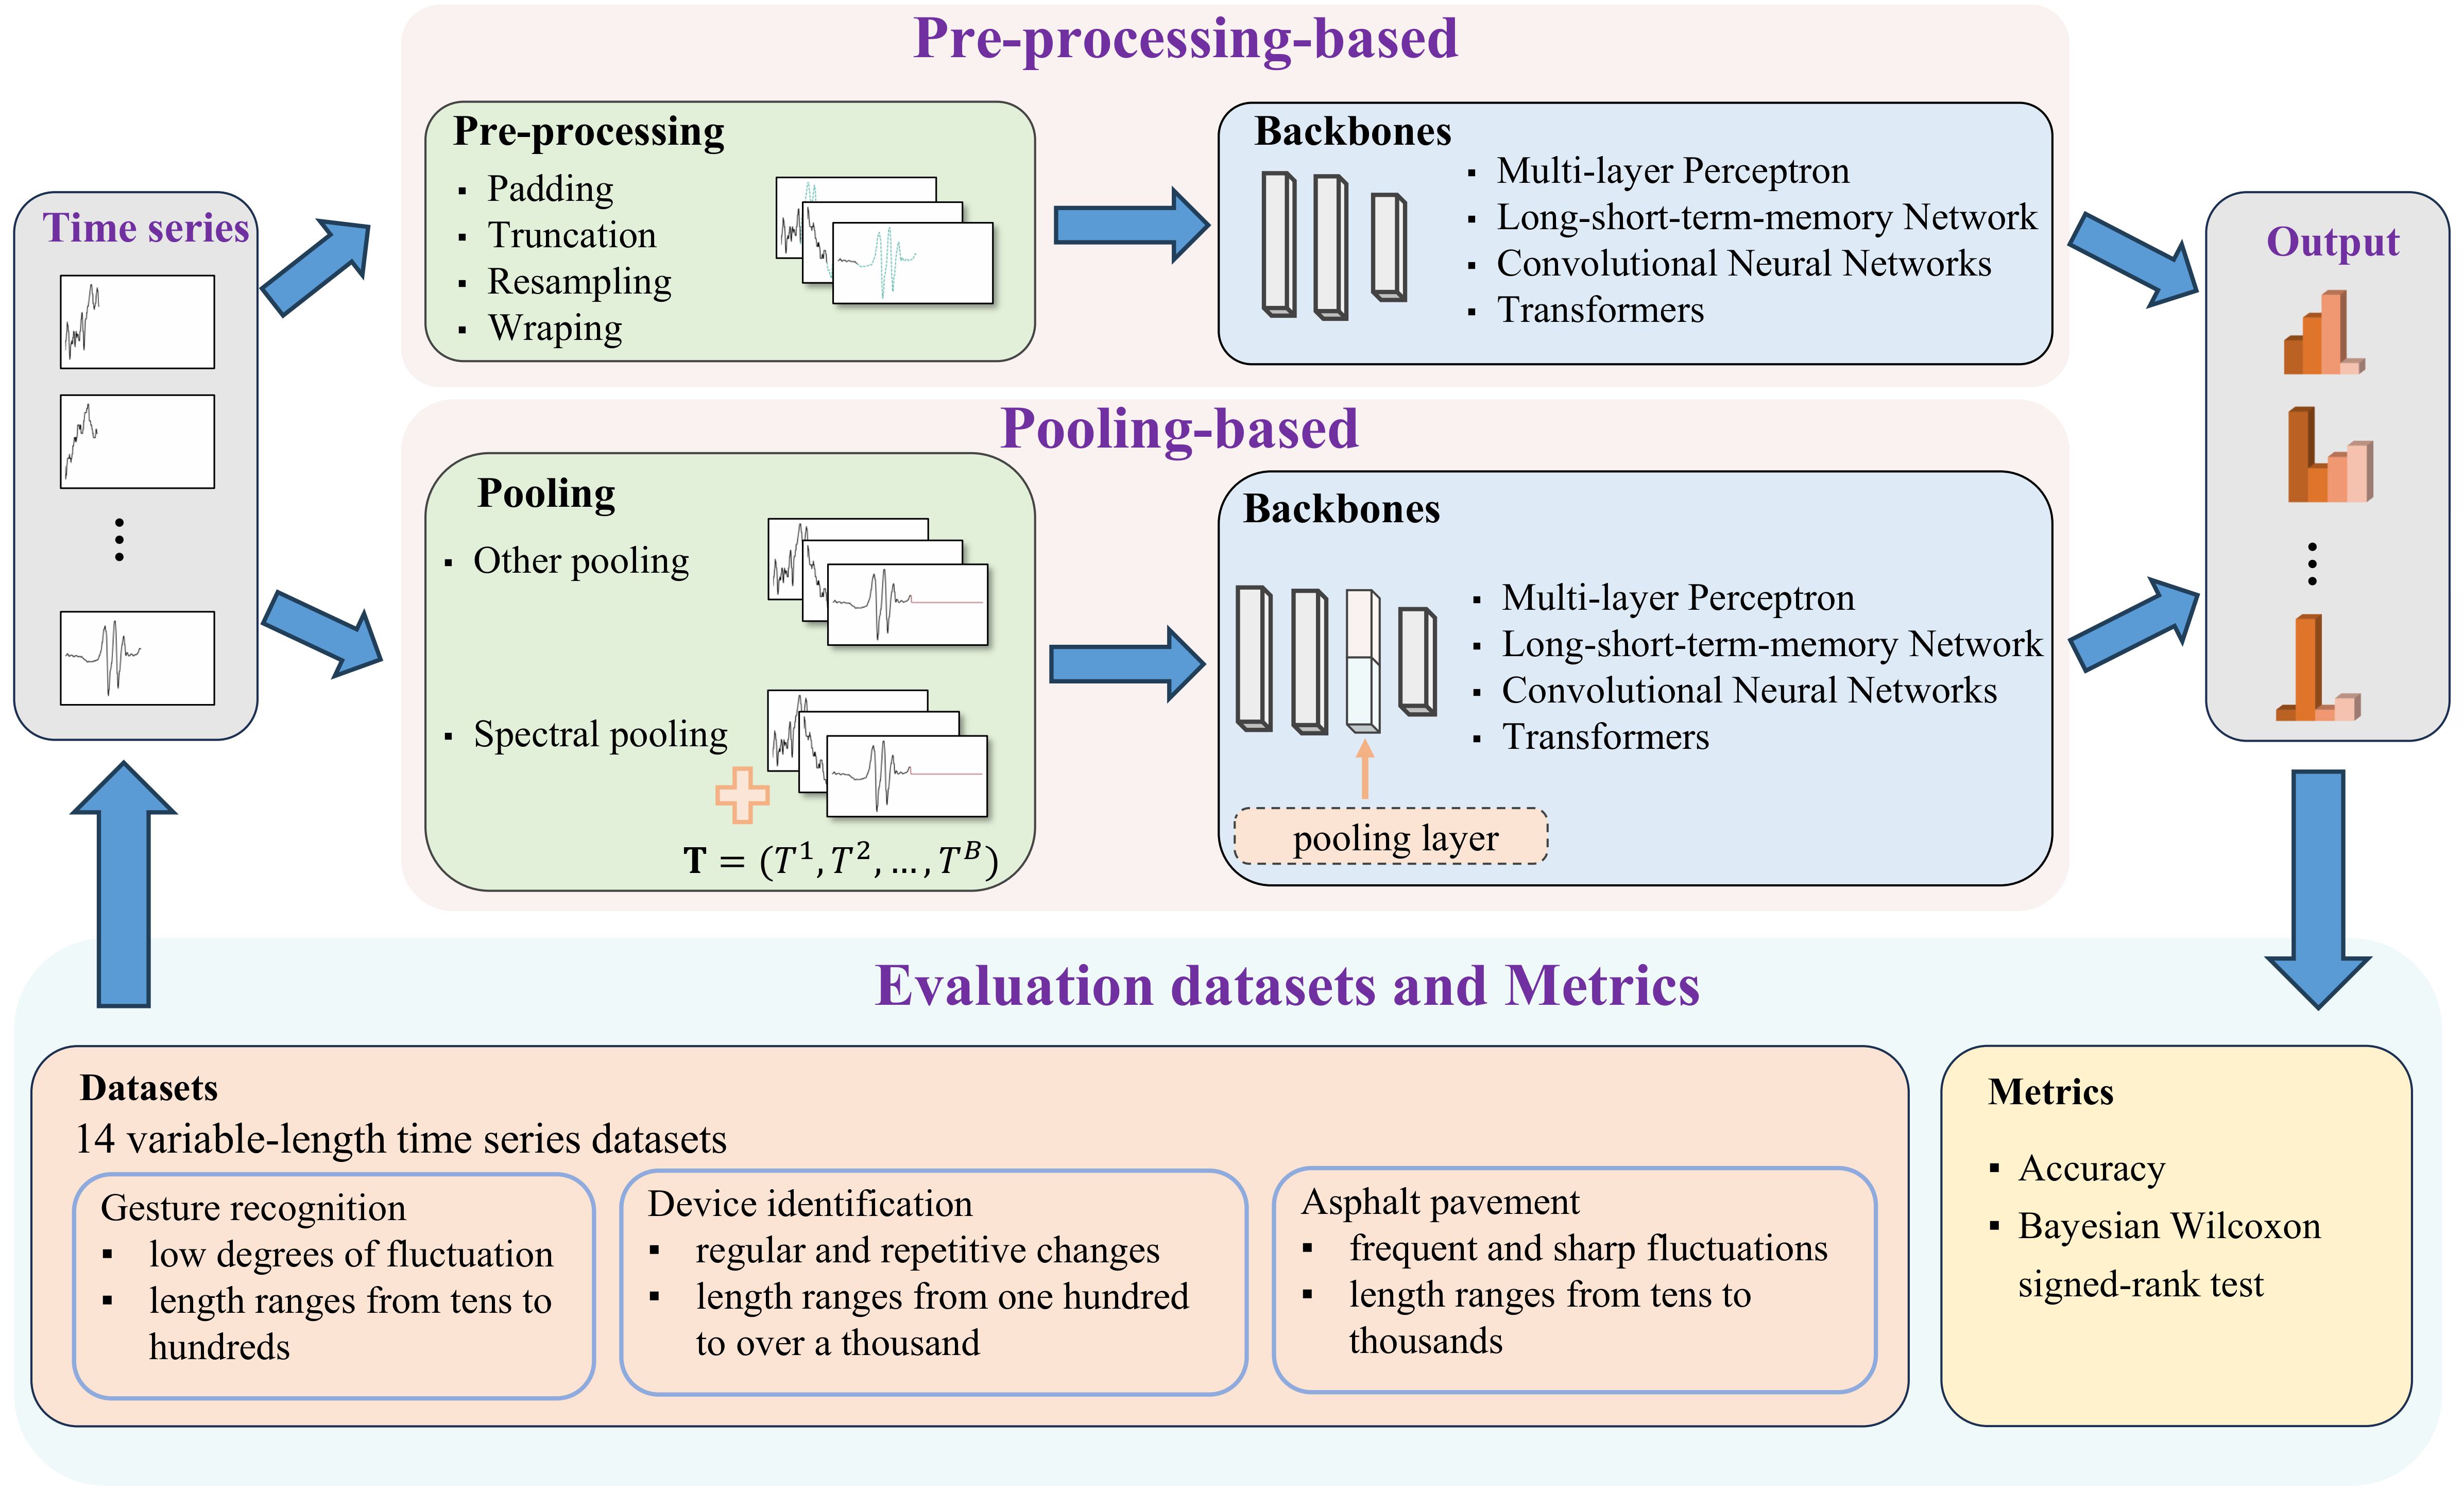 Pre-processing-based
Time series
Pre-processing
▪ Padding
▪ Truncation
▪ Resampling
▪ Wraping
Backbones
▪ Multi-layer Perceptron
▪ Long-short-term-memory Network
▪ Convolutional Neural Networks
▪ Transformers
Output
Pooling-based
Pooling
▪ Other pooling
▪ Spectral pooling
T = (T¹, T², …, Tᴮ)
Backbones
▪ Multi-layer Perceptron
▪ Long-short-term-memory Network
▪ Convolutional Neural Networks
▪ Transformers
pooling layer
Evaluation datasets and Metrics
Datasets
14 variable-length time series datasets
Gesture recognition
▪ low degrees of fluctuation
▪ length ranges from tens to
hundreds
Device identification
▪ regular and repetitive changes
▪ length ranges from one hundred
to over a thousand
Asphalt pavement
▪ frequent and sharp fluctuations
▪ length ranges from tens to
thousands
Metrics
▪ Accuracy
▪ Bayesian Wilcoxon
signed-rank test